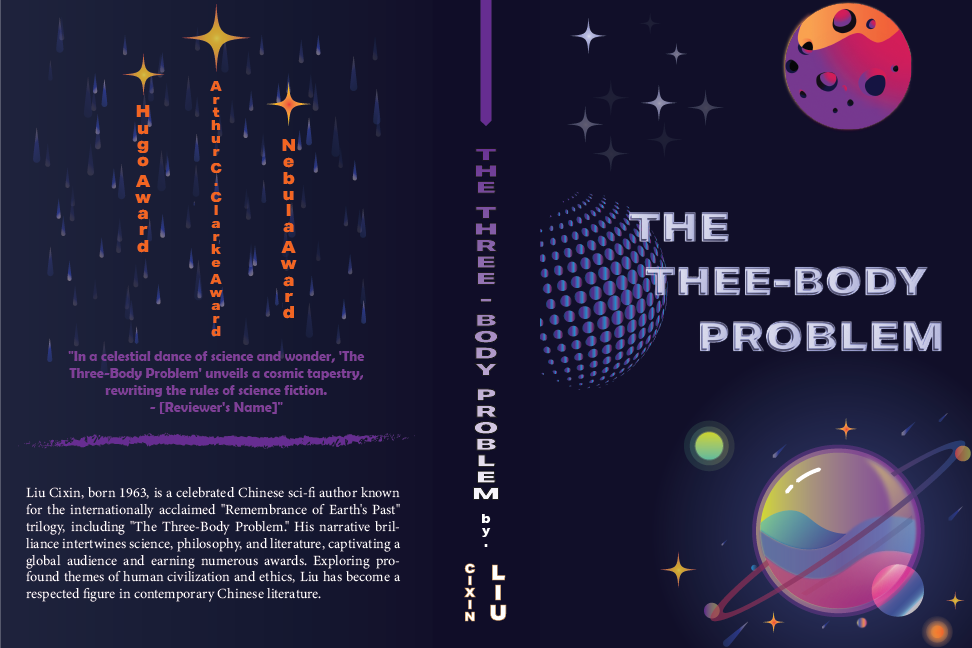 Hugo Award
Arthur C. Clarke Award
Nebula Award
"In a celestial dance of science and wonder, 'The
Three-Body Problem' unveils a cosmic tapestry,
rewriting the rules of science fiction.
- [Reviewer's Name]"
Liu Cixin, born 1963, is a celebrated Chinese sci-fi author known
for the internationally acclaimed "Remembrance of Earth's Past"
trilogy, including "The Three-Body Problem." His narrative bril-
liance intertwines science, philosophy, and literature, captivating a
global audience and earning numerous awards. Exploring pro-
found themes of human civilization and ethics, Liu has become a
respected figure in contemporary Chinese literature.
THE THREE-BODY PROBLEM
by.
CIXIN
LIU
THE
THEE-BODY
PROBLEM